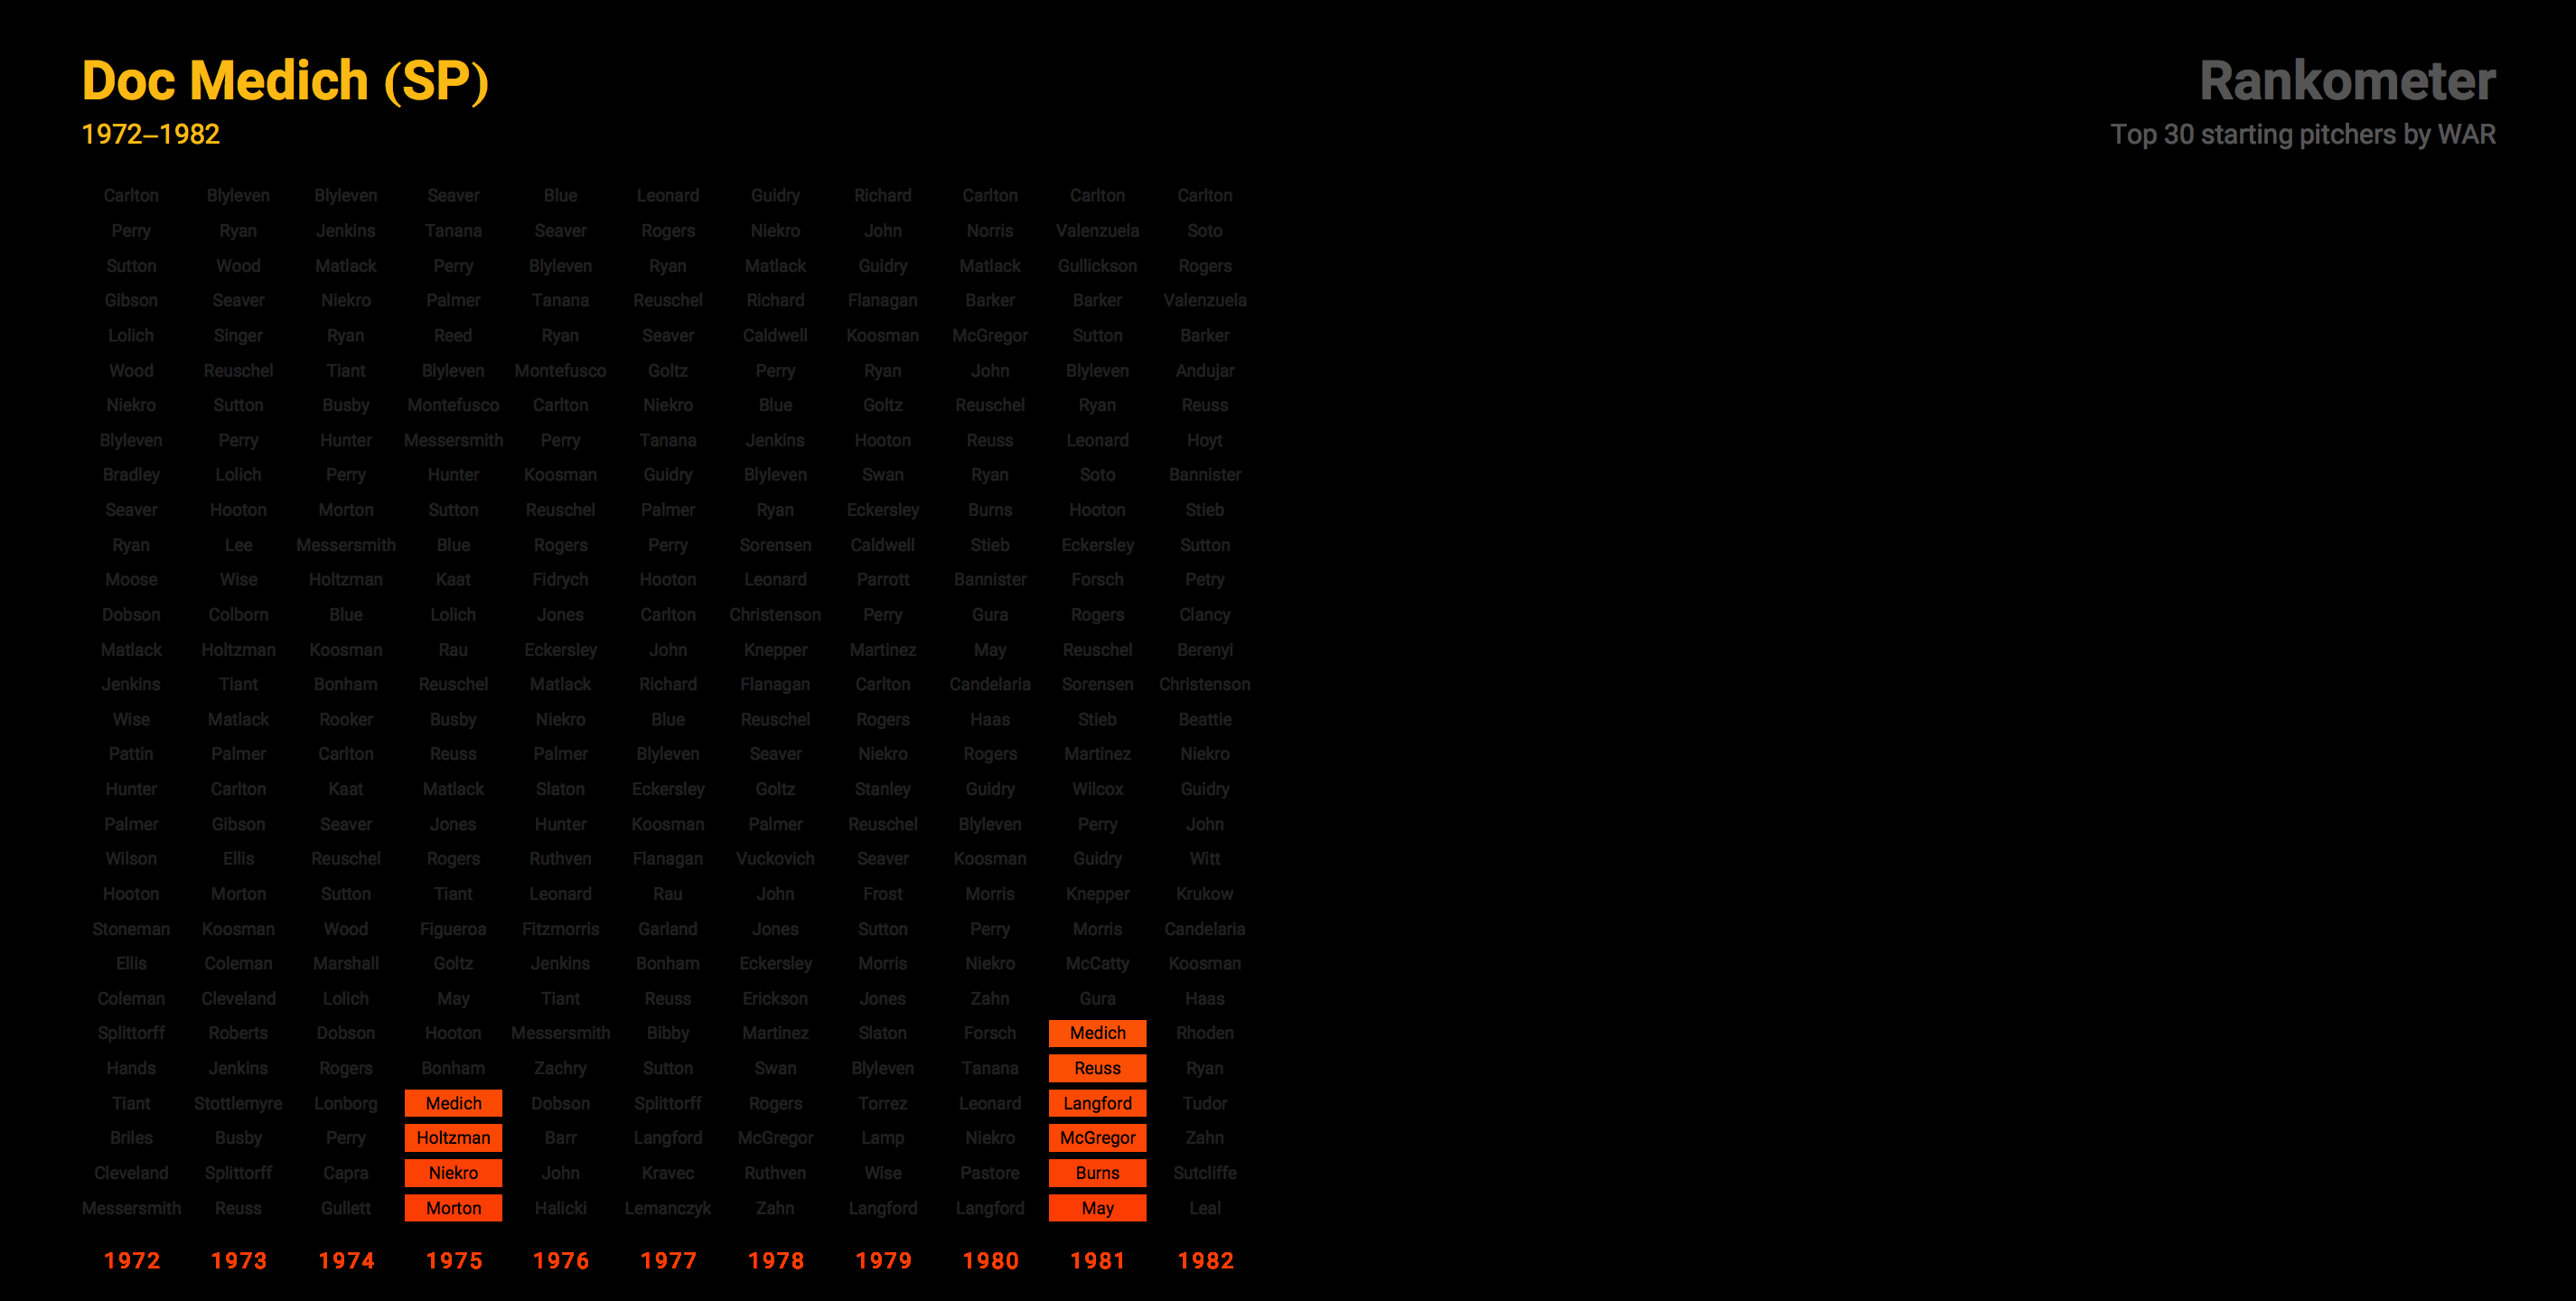 Doc Medich (SP)
1972–1982
Rankometer
Top 30 starting pitchers by WAR
Carlton Blyleven Blyleven Seaver Blue Leonard Guidry Richard Carlton Carlton Carlton
Perry Ryan Jenkins Tanana Seaver Rogers Niekro John Norris Valenzuela Soto
Sutton Wood Matlack Perry Blyleven Ryan Matlack Guidry Matlack Gullickson Rogers
Gibson Seaver Niekro Palmer Tanana Reuschel Richard Flanagan Barker Barker Valenzuela
Lolich Singer Ryan Reed Ryan Seaver Caldwell Koosman McGregor Sutton Barker
Wood Reuschel Tiant Blyleven Montefusco Goltz Perry Ryan John Blyleven Andujar
Niekro Sutton Busby Montefusco Carlton Niekro Blue Goltz Reuschel Ryan Reuss
Blyleven Perry Hunter Messersmith Perry Tanana Jenkins Hooton Reuss Leonard Hoyt
Bradley Lolich Perry Hunter Koosman Guidry Blyleven Swan Ryan Soto Bannister
Seaver Hooton Morton Sutton Reuschel Palmer Ryan Eckersley Burns Hooton Stieb
Ryan Lee Messersmith Blue Rogers Perry Sorensen Caldwell Stieb Eckersley Sutton
Moose Wise Holtzman Kaat Fidrych Hooton Leonard Parrott Bannister Forsch Petry
Dobson Colborn Blue Lolich Jones Carlton Christenson Perry Gura Rogers Clancy
Matlack Holtzman Koosman Rau Eckersley John Knepper Martinez May Reuschel Berenyi
Jenkins Tiant Bonham Reuschel Matlack Richard Flanagan Carlton Candelaria Sorensen Christenson
Wise Matlack Rooker Busby Niekro Blue Reuschel Rogers Haas Stieb Beattie
Pattin Palmer Carlton Reuss Palmer Blyleven Seaver Niekro Rogers Martinez Niekro
Hunter Carlton Kaat Matlack Slaton Eckersley Goltz Stanley Guidry Wilcox Guidry
Palmer Gibson Seaver Jones Hunter Koosman Palmer Reuschel Blyleven Perry John
Wilson Ellis Reuschel Rogers Ruthven Flanagan Vuckovich Seaver Koosman Guidry Witt
Hooton Morton Sutton Tiant Leonard Rau John Frost Morris Knepper Krukow
Stoneman Koosman Wood Figueroa Fitzmorris Garland Jones Sutton Perry Morris Candelaria
Ellis Coleman Marshall Goltz Jenkins Bonham Eckersley Morris Niekro McCatty Koosman
Coleman Cleveland Lolich May Tiant Reuss Erickson Jones Zahn Gura Haas
Splittorff Roberts Dobson Hooton Messersmith Bibby Martinez Slaton Forsch Medich Rhoden
Hands Jenkins Rogers Bonham Zachry Sutton Swan Blyleven Tanana Reuss Ryan
Tiant Stottlemyre Lonborg Medich Dobson Splittorff Rogers Torrez Leonard Langford Tudor
Briles Busby Perry Holtzman Barr Langford McGregor Lamp Niekro McGregor Zahn
Cleveland Splittorff Capra Niekro John Kravec Ruthven Wise Pastore Burns Sutcliffe
Messersmith Reuss Gullett Morton Halicki Lemanczyk Zahn Langford Langford May Leal
1972 1973 1974 1975 1976 1977 1978 1979 1980 1981 1982